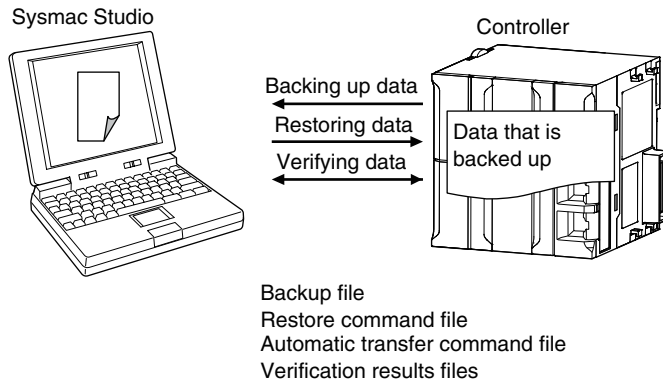 Sysmac Studio
Controller
Backing up data
Restoring data
Verifying data
Data that is
backed up
Backup file
Restore command file
Automatic transfer command file
Verification results files